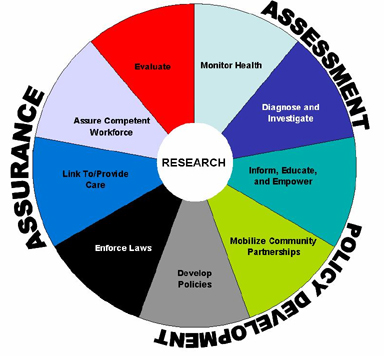 ASSESSMENT
Monitor Health
Diagnose and
Investigate
POLICY DEVELOPMENT
Inform, Educate,
and Empower
Mobilize Community
Partnerships
Develop
Policies
ASSURANCE
Enforce Laws
Link To/Provide
Care
Assure Competent
Workforce
Evaluate
RESEARCH